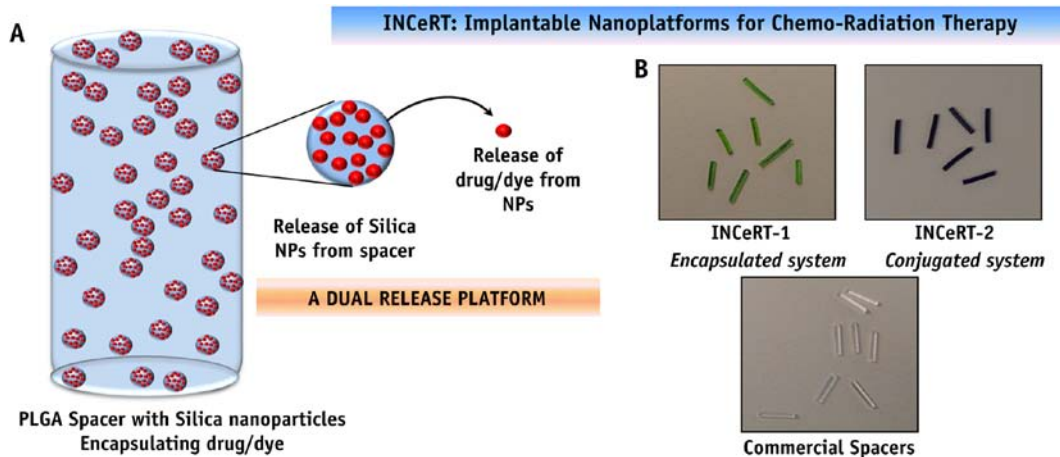 INCeRT: Implantable Nanoplatforms for Chemo-Radiation Therapy
A
Release of
drug/dye from
NPs
Release of Silica
NPs from spacer
A DUAL RELEASE PLATFORM
PLGA Spacer with Silica nanoparticles
Encapsulating drug/dye
B
INCeRT-1
Encapsulated system
INCeRT-2
Conjugated system
Commercial Spacers